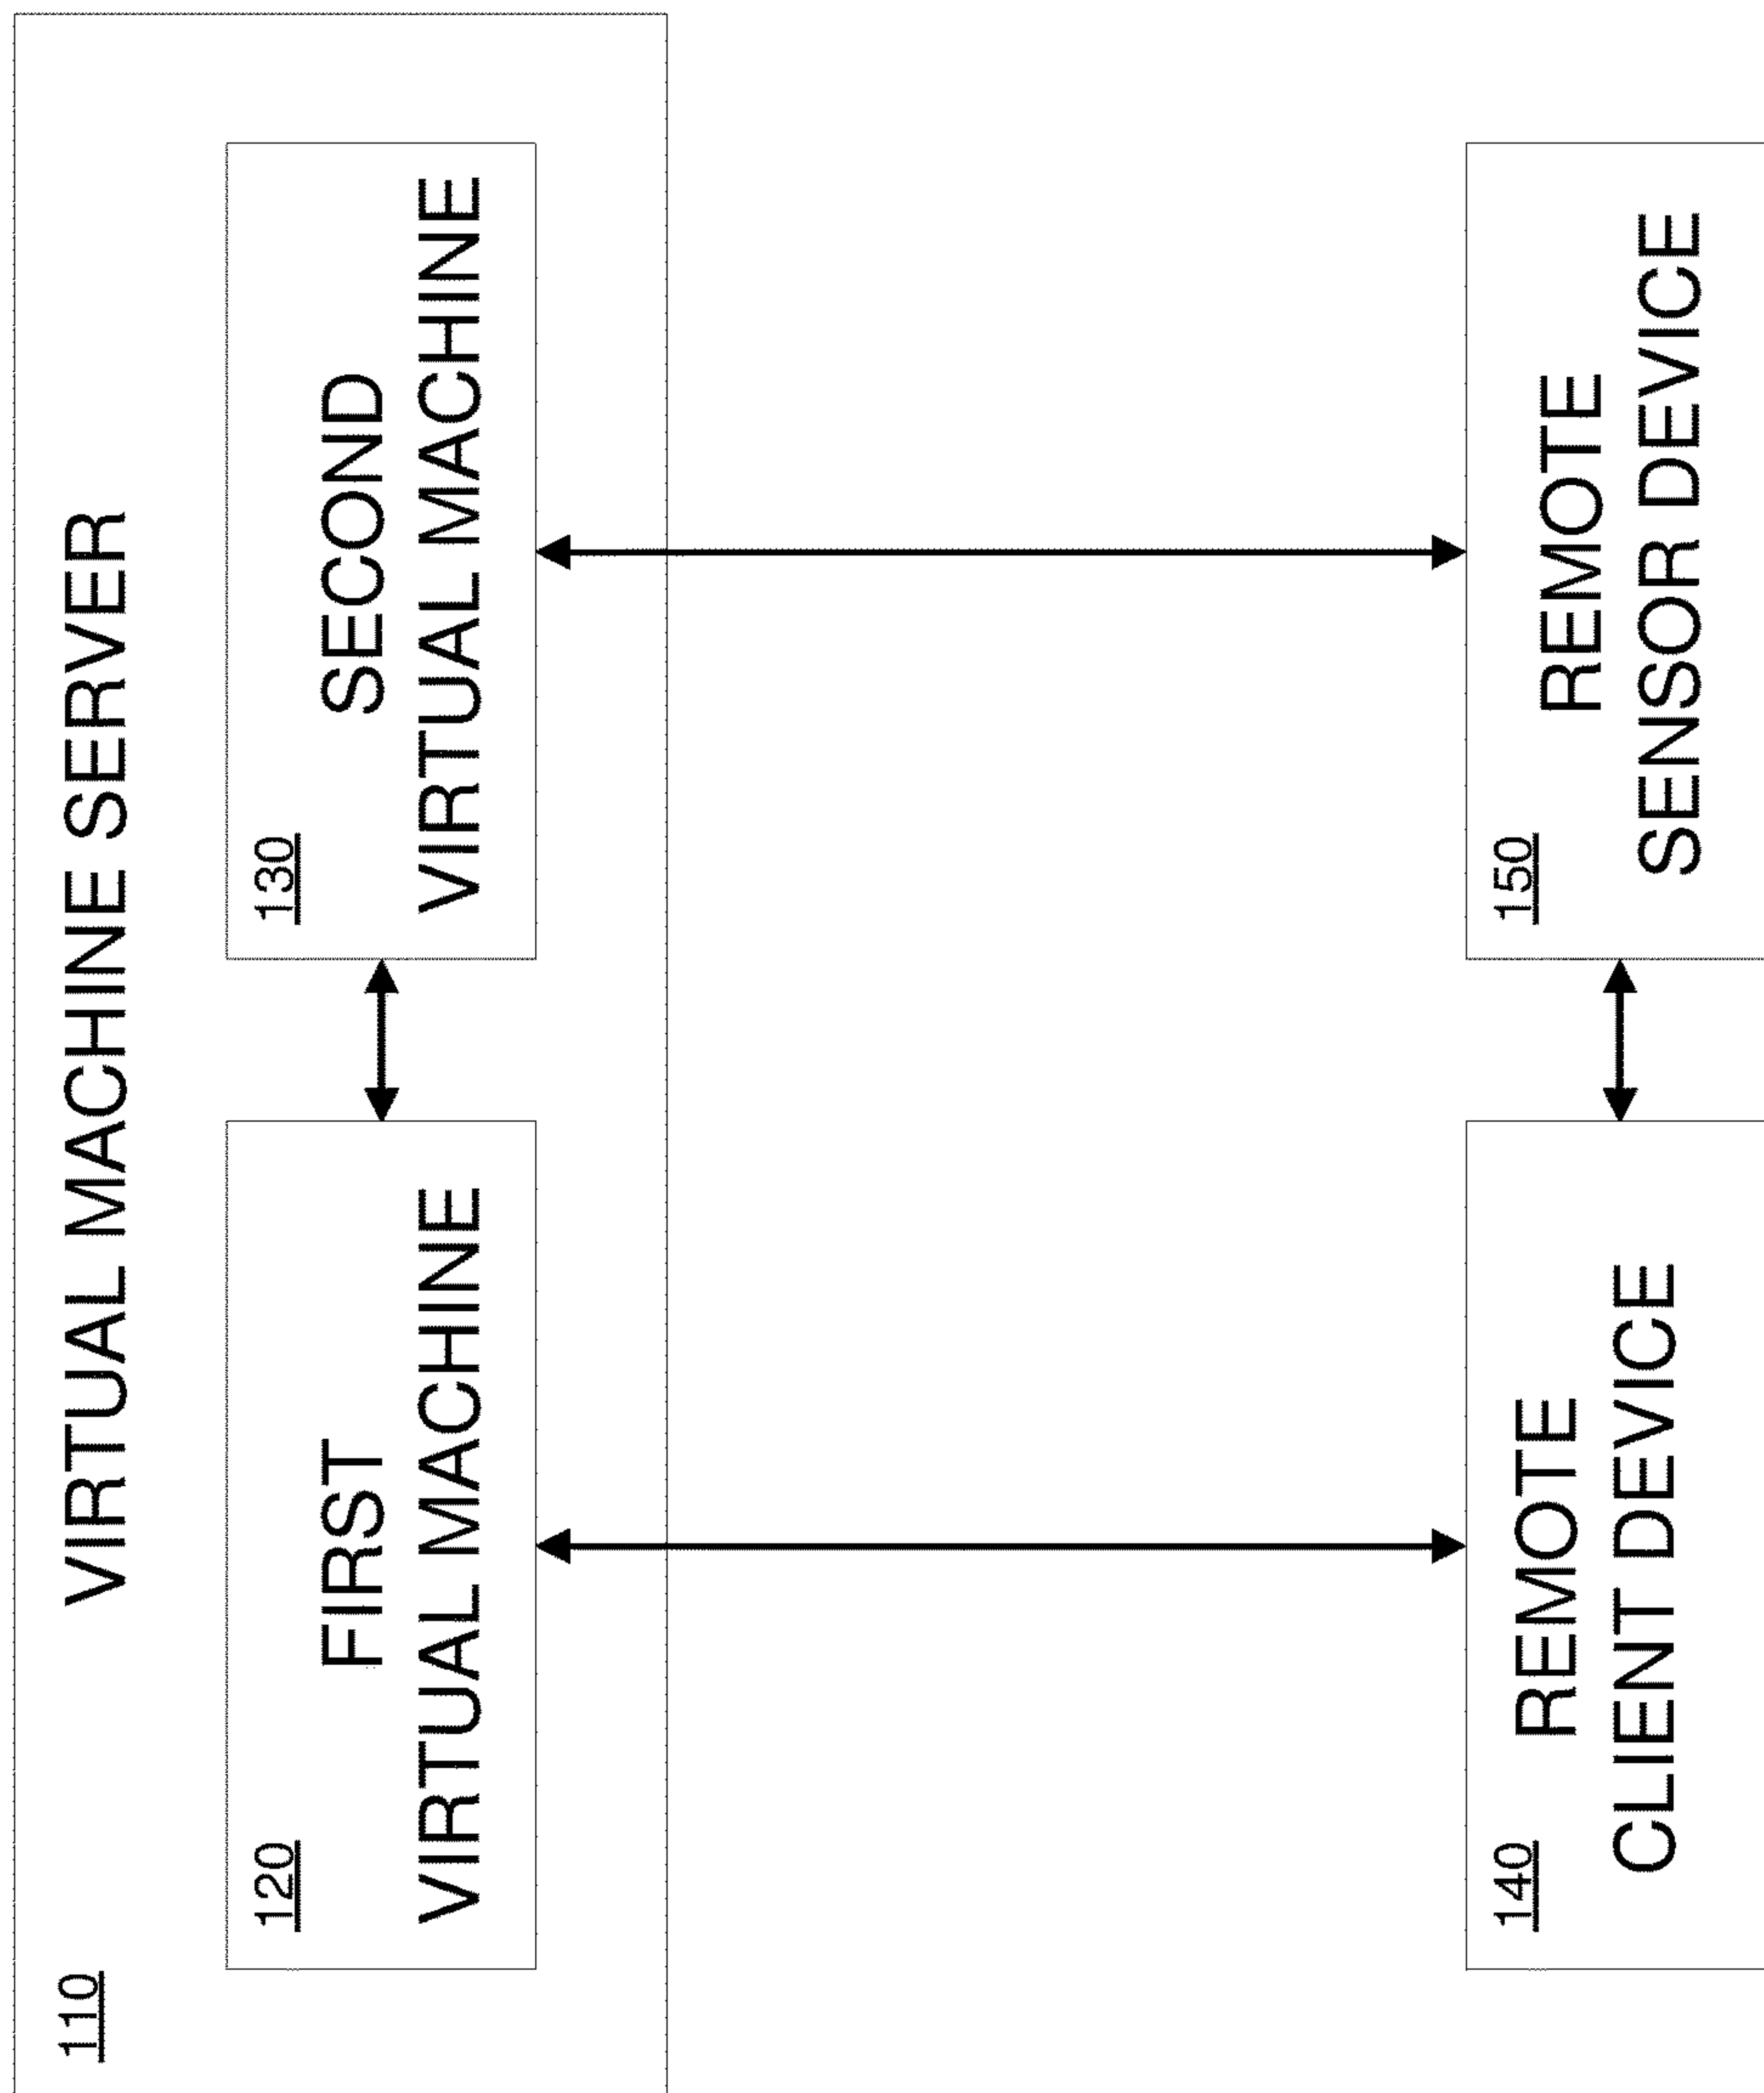 110
VIRTUAL MACHINE SERVER
120
FIRST
VIRTUAL MACHINE
130
SECOND
VIRTUAL MACHINE
140
REMOTE
CLIENT DEVICE
150
REMOTE
SENSOR DEVICE